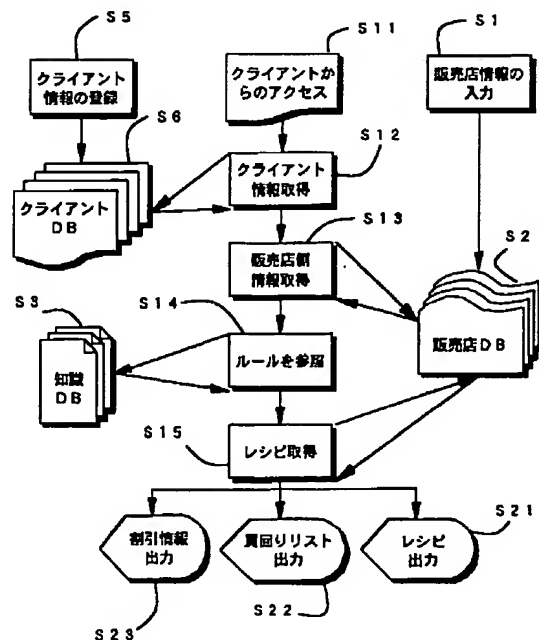 S5
クライアント
情報の登録
S11
クライアントか
らのアクセス
S1
販売店情報の
入力
S6
クライアント
DB
S12
クライアント
情報取得
S13
販売店側
情報取得
S2
販売店DB
S3
知識
DB
S14
ルールを参照
S15
レシピ取得
割引情報
出力
S23
買回りリスト
出力
S22
レシピ
出力
S21